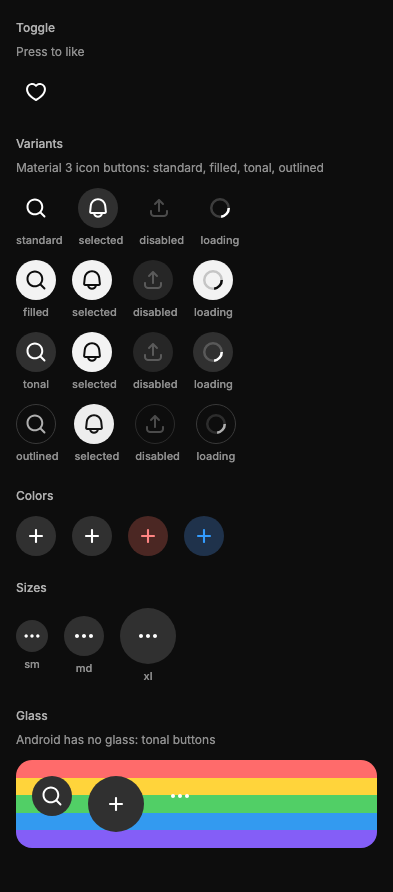 Toggle
Press to like
Variants
Material 3 icon buttons: standard, filled, tonal, outlined
standard selected disabled loading
filled selected disabled loading
tonal selected disabled loading
outlined selected disabled loading
Colors
Sizes
sm md xl
Glass
Android has no glass: tonal buttons